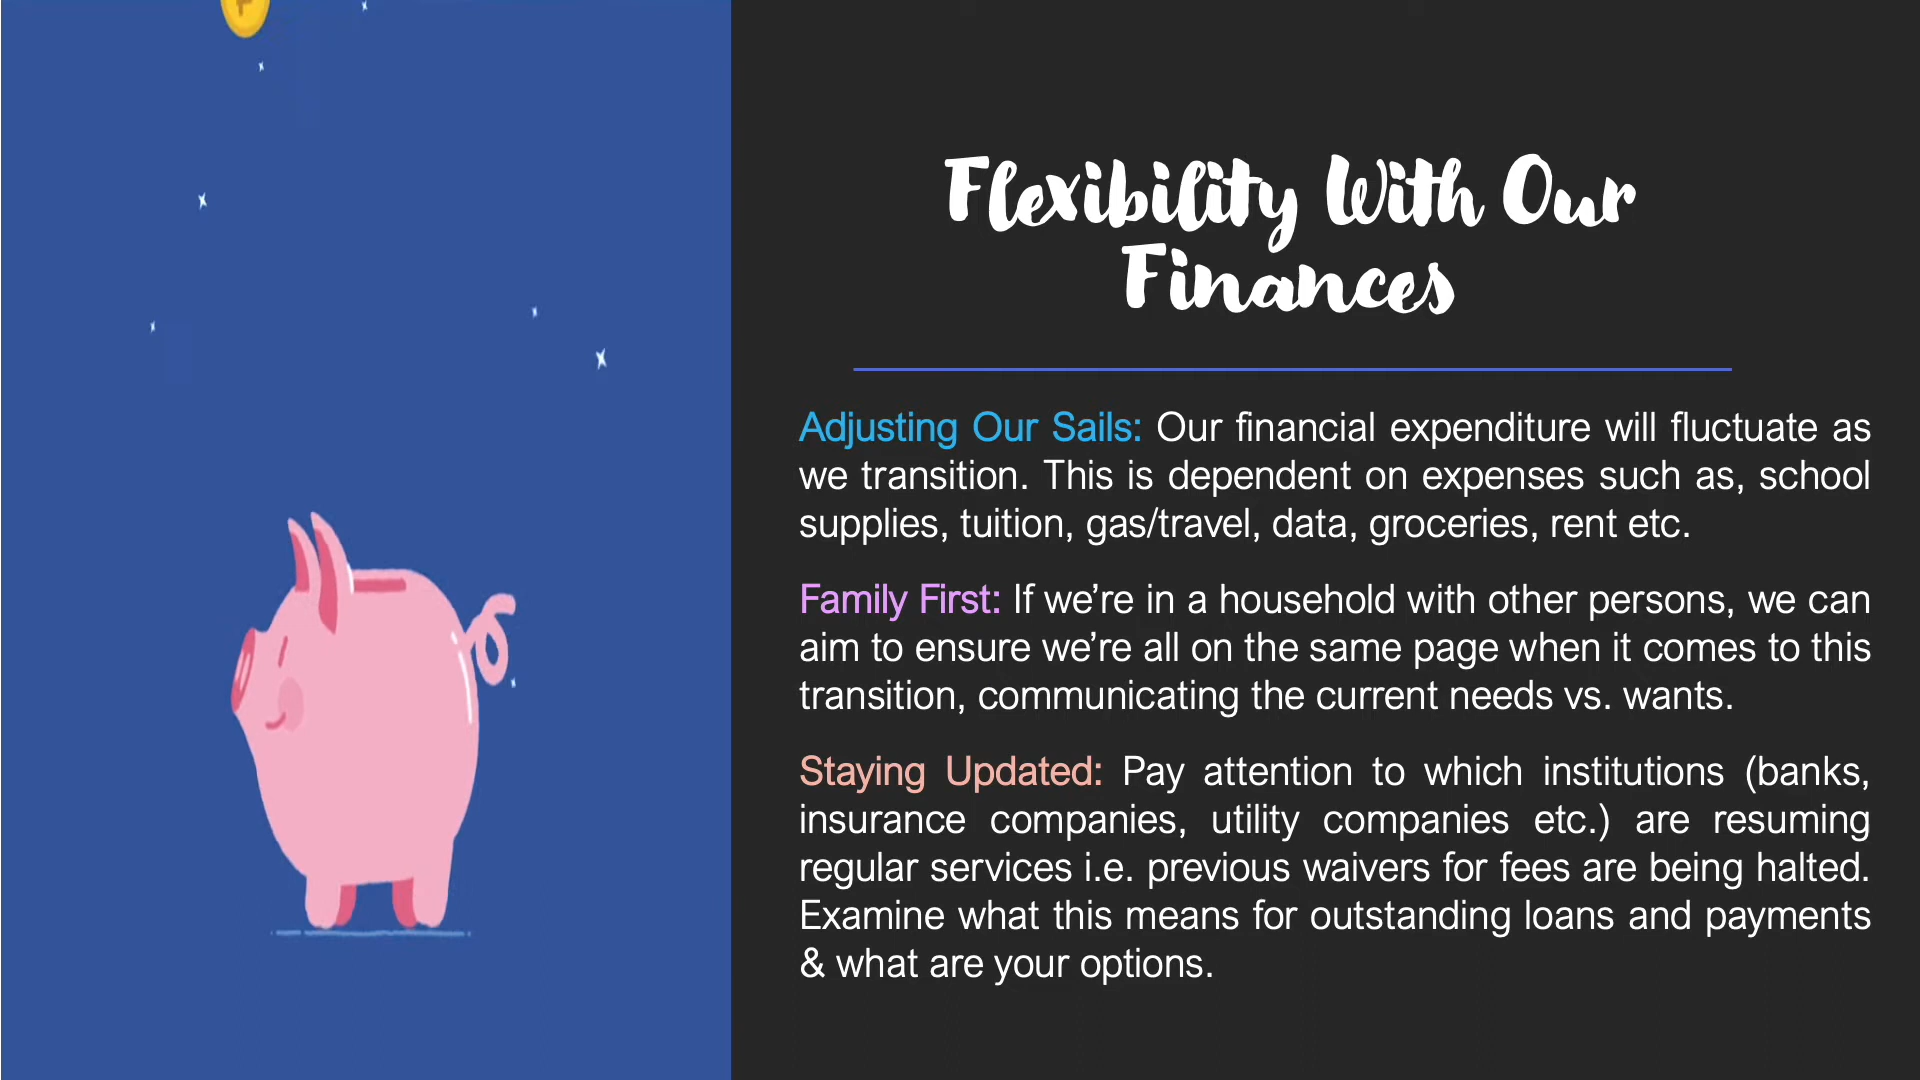 Flexibility With Our
Finances
Adjusting Our Sails: Our financial expenditure will fluctuate as
we transition. This is dependent on expenses such as, school
supplies, tuition, gas/travel, data, groceries, rent etc.
Family First: If we’re in a household with other persons, we can
aim to ensure we’re all on the same page when it comes to this
transition, communicating the current needs vs. wants.
Staying Updated: Pay attention to which institutions (banks,
insurance companies, utility companies etc.) are resuming
regular services i.e. previous waivers for fees are being halted.
Examine what this means for outstanding loans and payments
& what are your options.